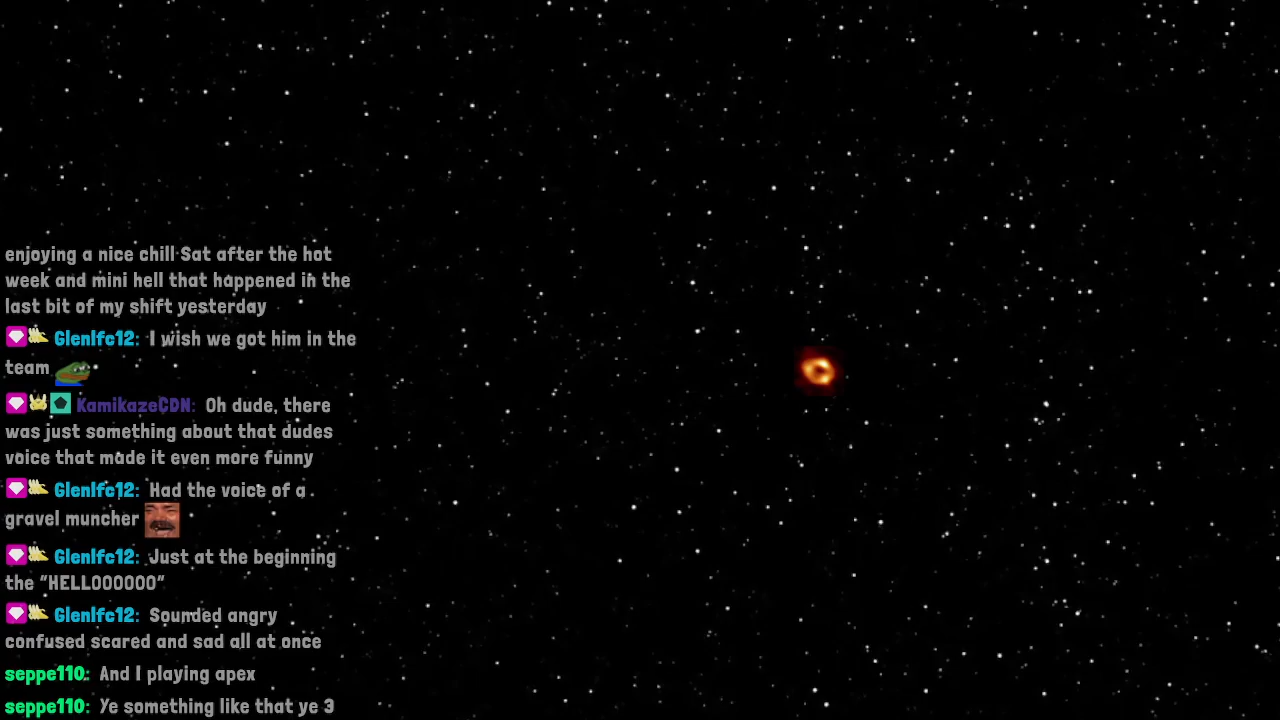 enjoying a nice chill Sat after the hot
week and mini hell that happened in the
last bit of my shift yesterday
Glenlfc12: I wish we got him in the
team
KamikazeCDN: Oh dude, there
was just something about that dudes
voice that made it even more funny
Glenlfc12: Had the voice of a
gravel muncher
Glenlfc12: Just at the beginning
the "HELLOOOOOO"
Glenlfc12: Sounded angry
confused scared and sad all at once
seppe110: And I playing apex
seppe110: Ye something like that ye 3